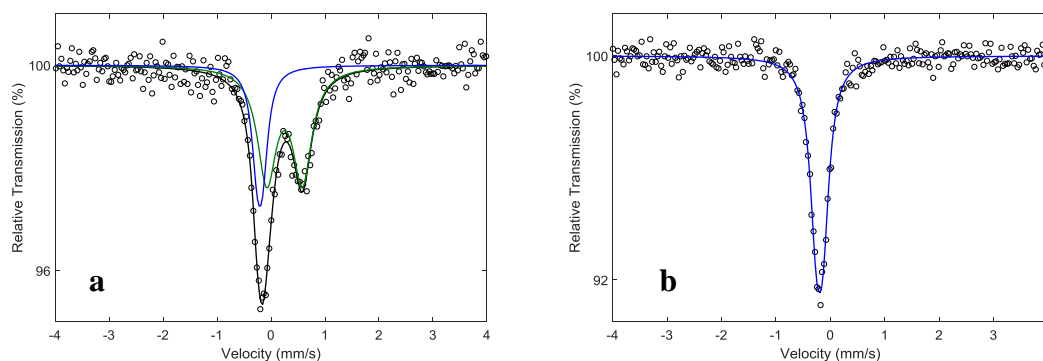 100
96
Relative Transmission (%)
a
-4 -3 -2 -1 0 1 2 3 4
Velocity (mm/s)
100
92
Relative Transmission (%)
b
-4 -3 -2 -1 0 1 2 3
Velocity (mm/s)